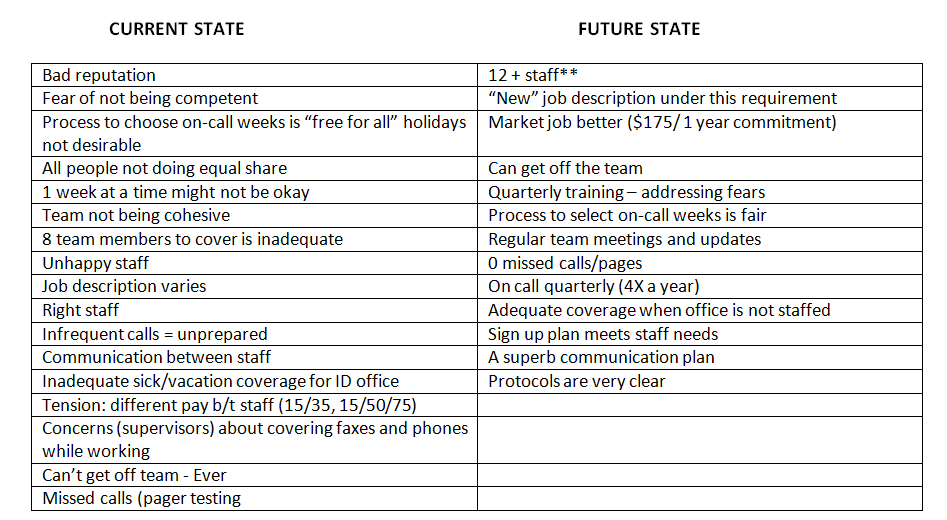 CURRENT STATE FUTURE STATE
Bad reputation 12 + staff**
Fear of not being competent “New” job description under this requirement
Process to choose on-call weeks is “free for all” holidays Market job better ($175/ 1 year commitment)
not desirable
All people not doing equal share Can get off the team
1 week at a time might not be okay Quarterly training – addressing fears
Team not being cohesive Process to select on-call weeks is fair
8 team members to cover is inadequate Regular team meetings and updates
Unhappy staff 0 missed calls/pages
Job description varies On call quarterly (4X a year)
Right staff Adequate coverage when office is not staffed
Infrequent calls = unprepared Sign up plan meets staff needs
Communication between staff A superb communication plan
Inadequate sick/vacation coverage for ID office Protocols are very clear
Tension: different pay b/t staff (15/35, 15/50/75)
Concerns (supervisors) about covering faxes and phones
while working
Can’t get off team - Ever
Missed calls (pager testing